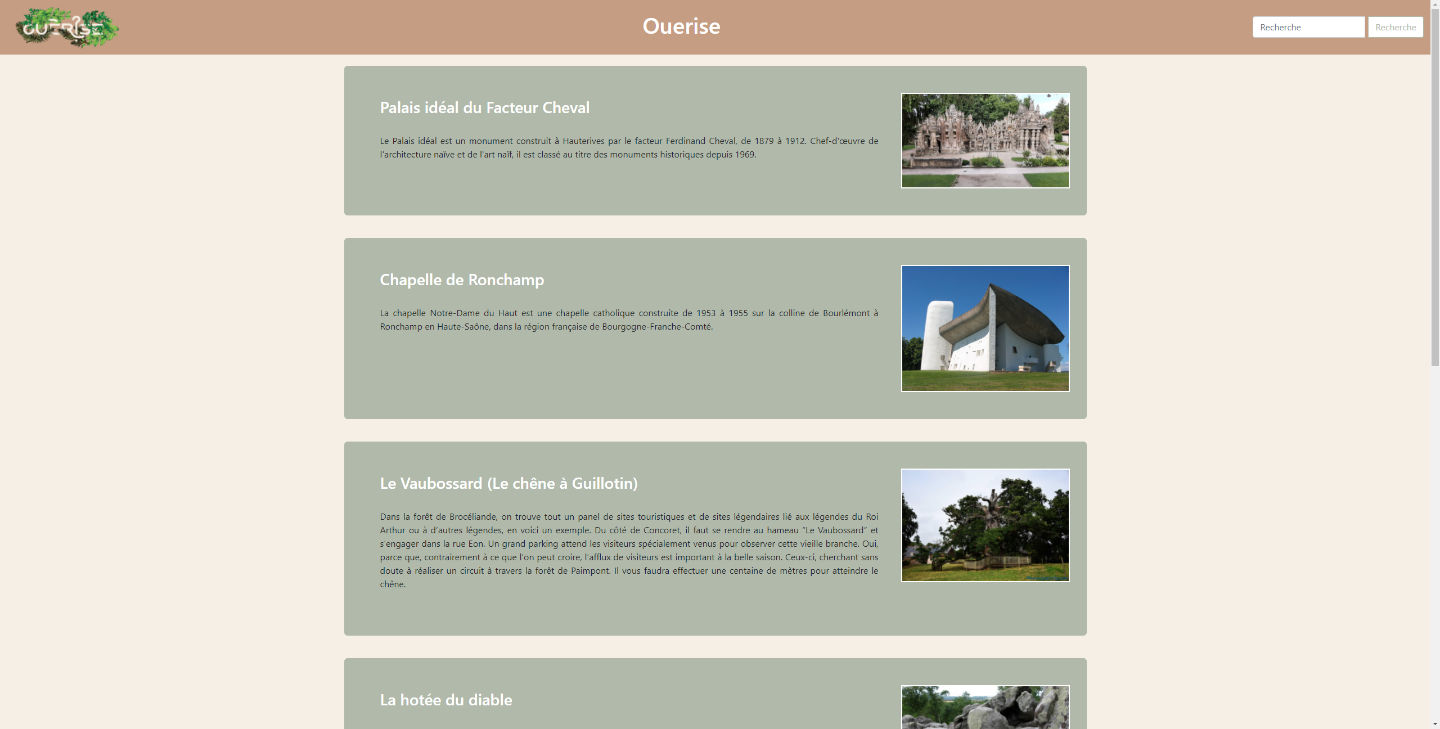 OUERISE
Ouerise
Recherche
Recherche
Palais idéal du Facteur Cheval
Le Palais idéal est un monument construit à Hauterives par le facteur Ferdinand Cheval, de 1879 à 1912. Chef-d'œuvre de
l'architecture naïve et de l'art naïf, il est classé au titre des monuments historiques depuis 1969.
Chapelle de Ronchamp
La chapelle Notre-Dame du Haut est une chapelle catholique construite de 1953 à 1955 sur la colline de Bourlémont à
Ronchamp en Haute-Saône, dans la région française de Bourgogne-Franche-Comté.
Le Vaubossard (Le chêne à Guillotin)
Dans la forêt de Brocéliande, on trouve tout un panel de sites touristiques et de sites légendaires lié aux légendes du Roi
Arthur ou à d'autres légendes, en voici un exemple. Du côté de Concoret, il faut se rendre au hameau "Le Vaubossard" et
s'engager dans la rue Eon. Un grand parking attend les visiteurs spécialement venus pour observer cette vieille branche. Oui,
parce que, contrairement à ce que l'on peut croire, l'afflux de visiteurs est important à la belle saison. Ceux-ci, cherchant sans
doute à réaliser un circuit à travers la forêt de Paimpont. Il vous faudra effectuer une centaine de mètres pour atteindre le
chêne.
La hotée du diable